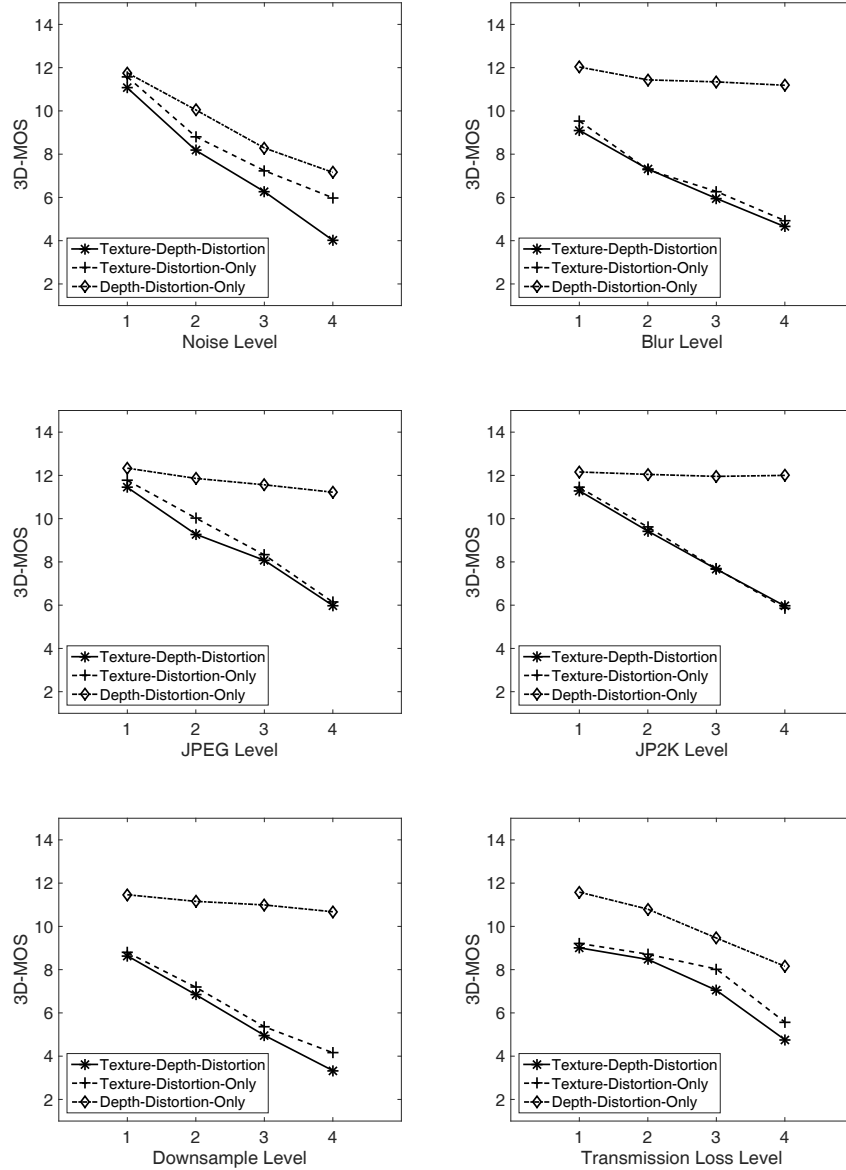 14
12
10
8
6
4
2
3D-MOS
Texture-Depth-Distortion
Texture-Distortion-Only
Depth-Distortion-Only
1 2 3 4
Noise Level
14
12
10
8
6
4
2
3D-MOS
Texture-Depth-Distortion
Texture-Distortion-Only
Depth-Distortion-Only
1 2 3 4
Blur Level
14
12
10
8
6
4
2
3D-MOS
Texture-Depth-Distortion
Texture-Distortion-Only
Depth-Distortion-Only
1 2 3 4
JPEG Level
14
12
10
8
6
4
2
3D-MOS
Texture-Depth-Distortion
Texture-Distortion-Only
Depth-Distortion-Only
1 2 3 4
JP2K Level
14
12
10
8
6
4
2
3D-MOS
Texture-Depth-Distortion
Texture-Distortion-Only
Depth-Distortion-Only
1 2 3 4
Downsample Level
14
12
10
8
6
4
2
3D-MOS
Texture-Depth-Distortion
Texture-Distortion-Only
Depth-Distortion-Only
1 2 3 4
Transmission Loss Level